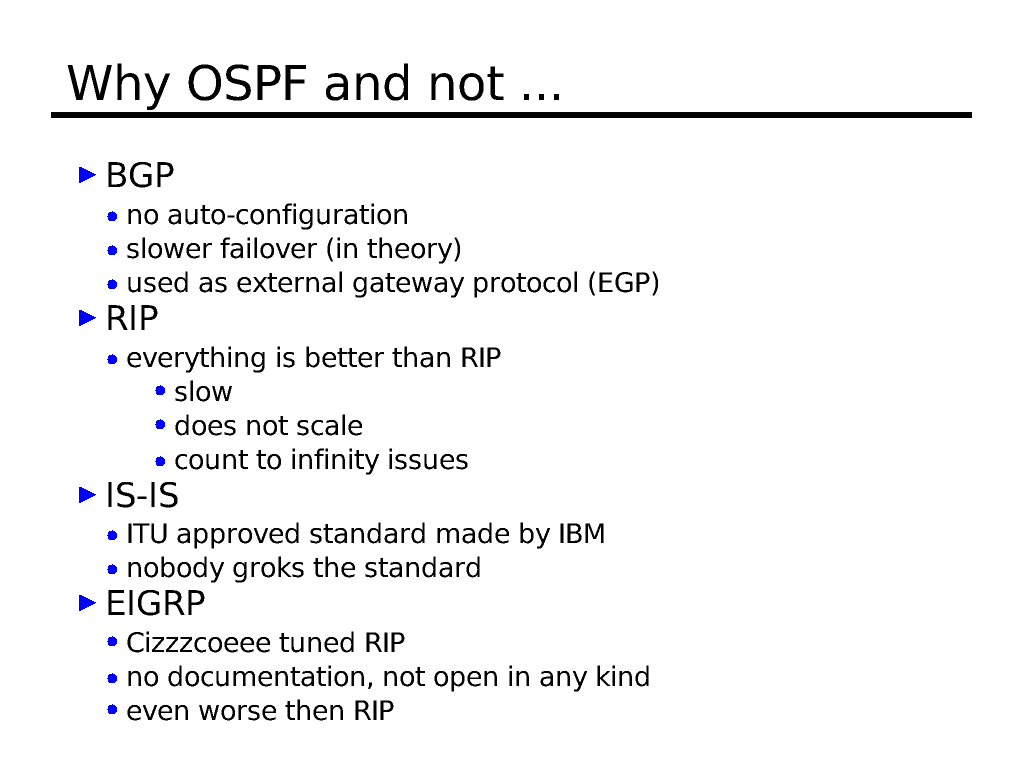 Why OSPF and not ...
BGP
no auto-configuration
slower failover (in theory)
used as external gateway protocol (EGP)
RIP
everything is better than RIP
slow
does not scale
count to infinity issues
IS-IS
ITU approved standard made by IBM
nobody groks the standard
EIGRP
Cizzzcoeee tuned RIP
no documentation, not open in any kind
even worse then RIP